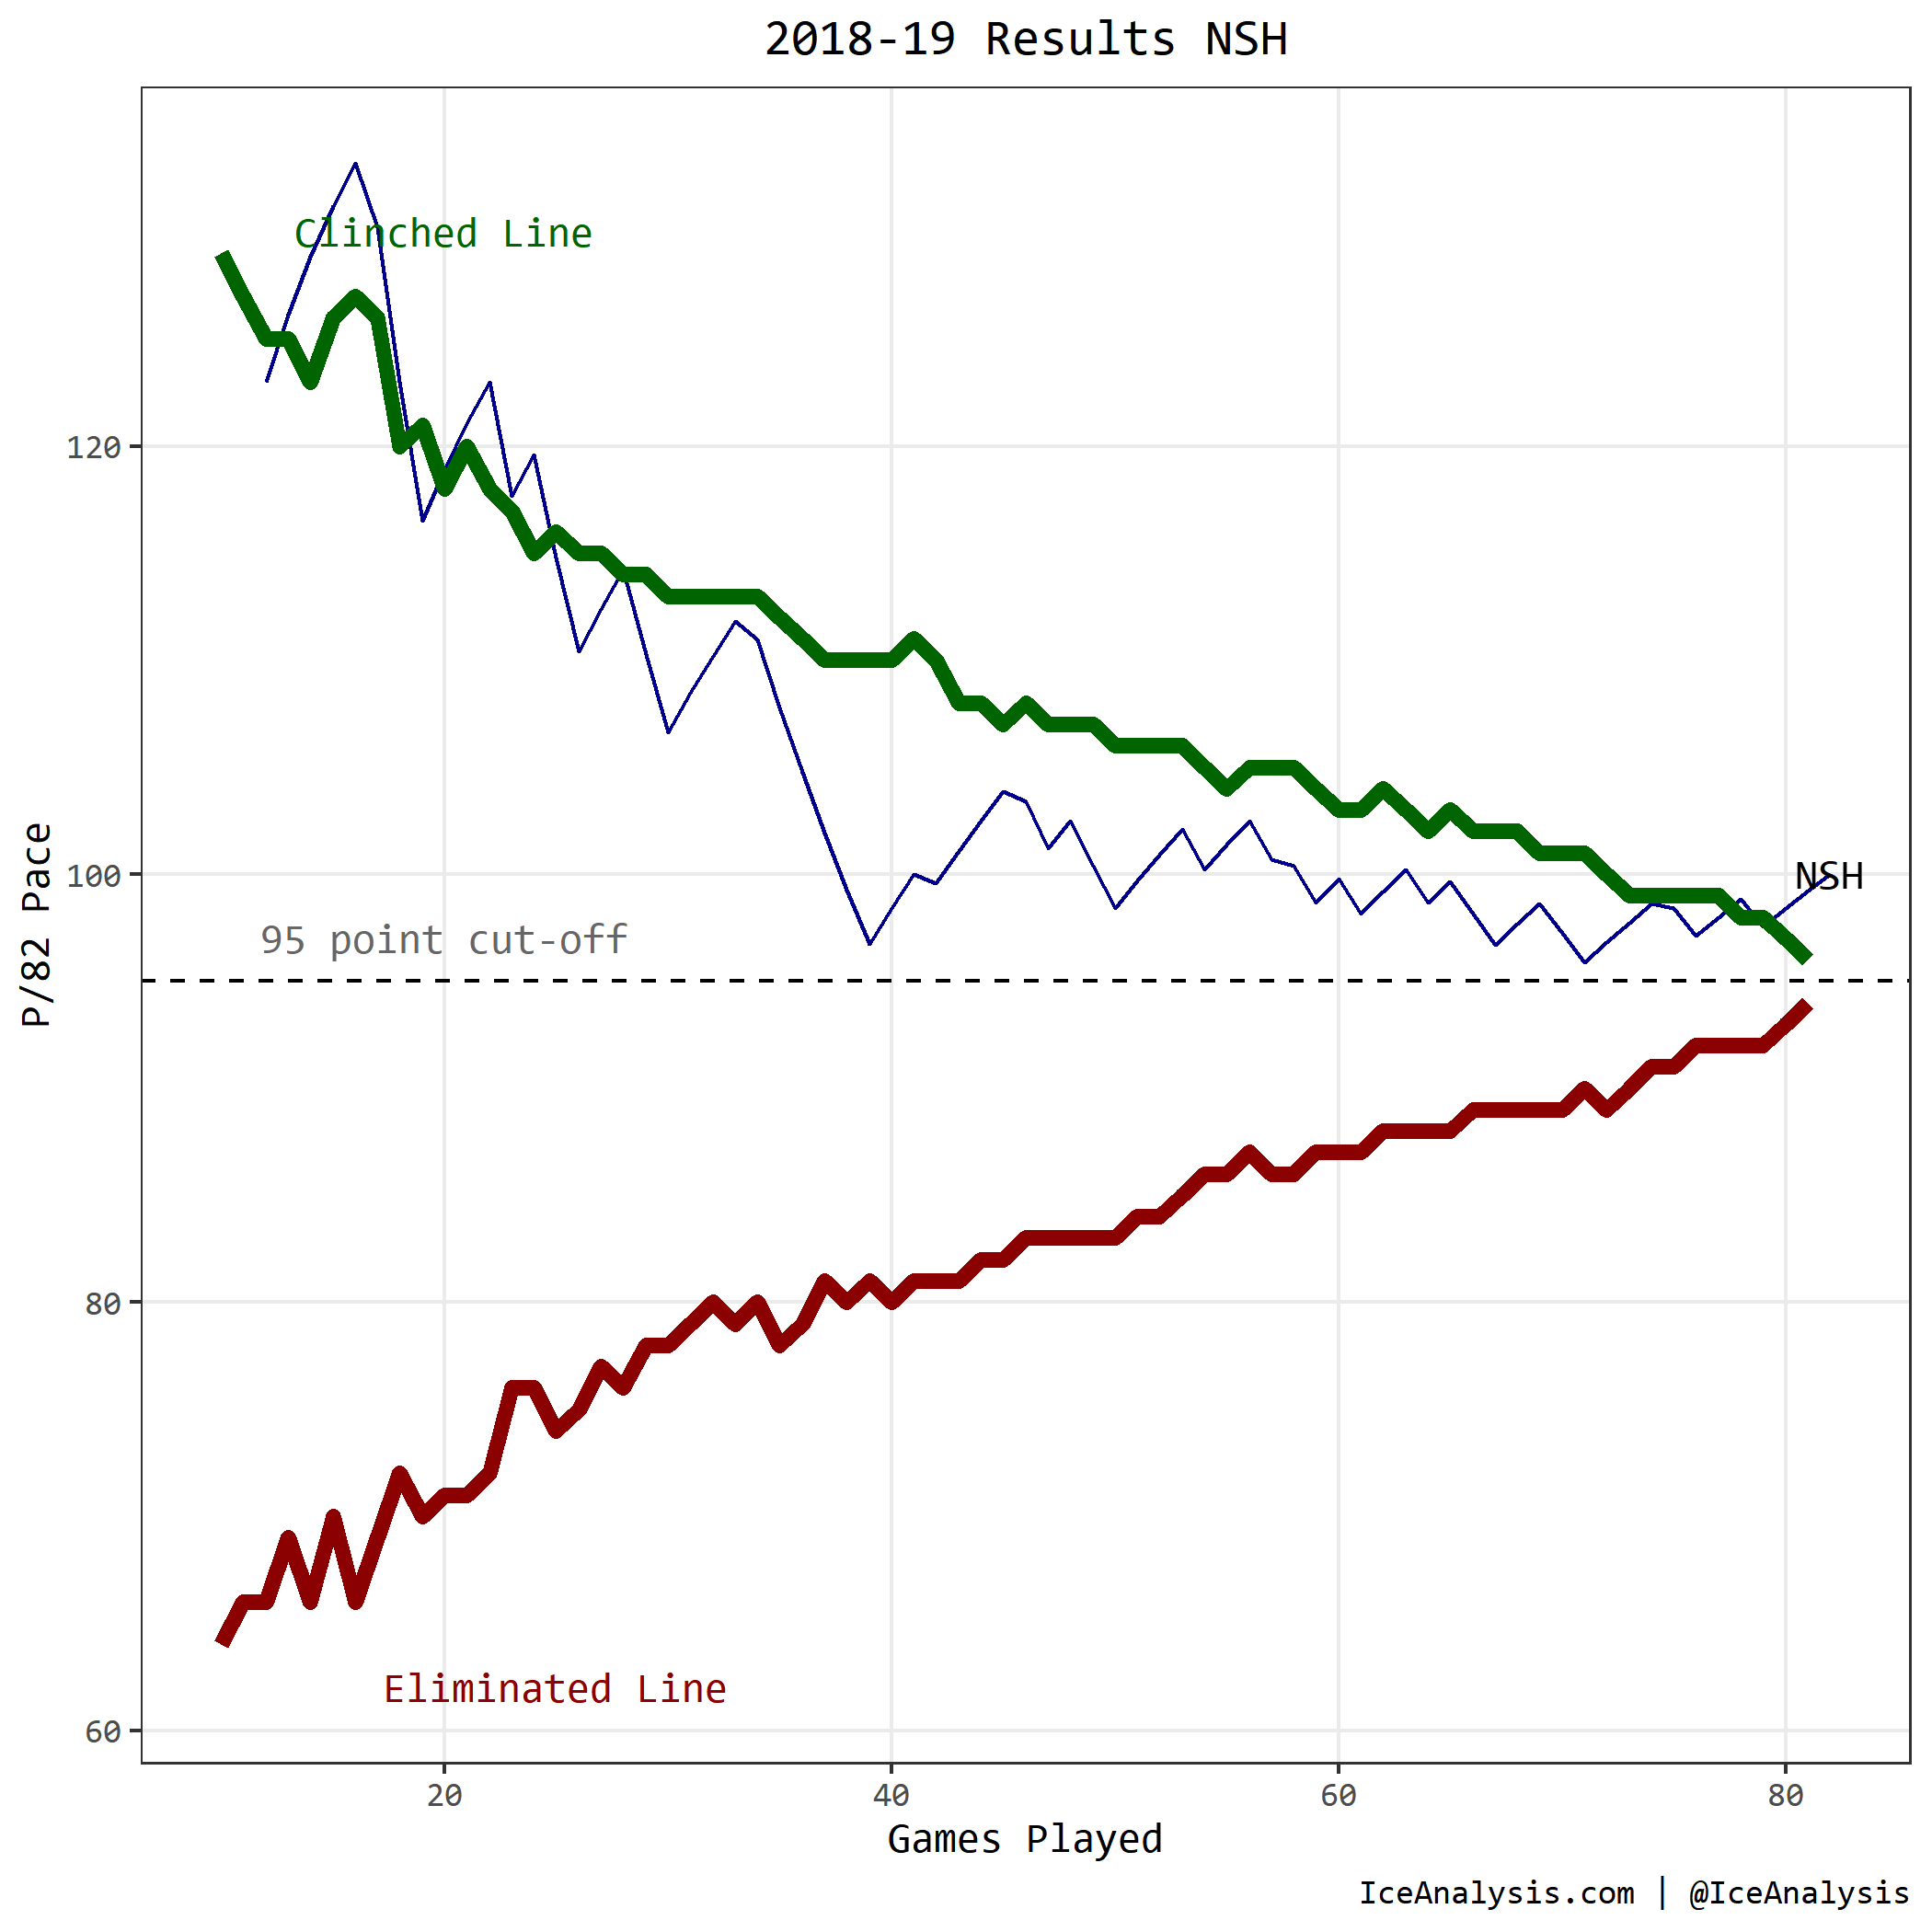 2018-19 Results NSH
Clinched Line
120
P/82 Pace
100
NSH
95 point cut-off
80
Eliminated Line
60
20 40 60 80
Games Played
IceAnalysis.com | @IceAnalysis